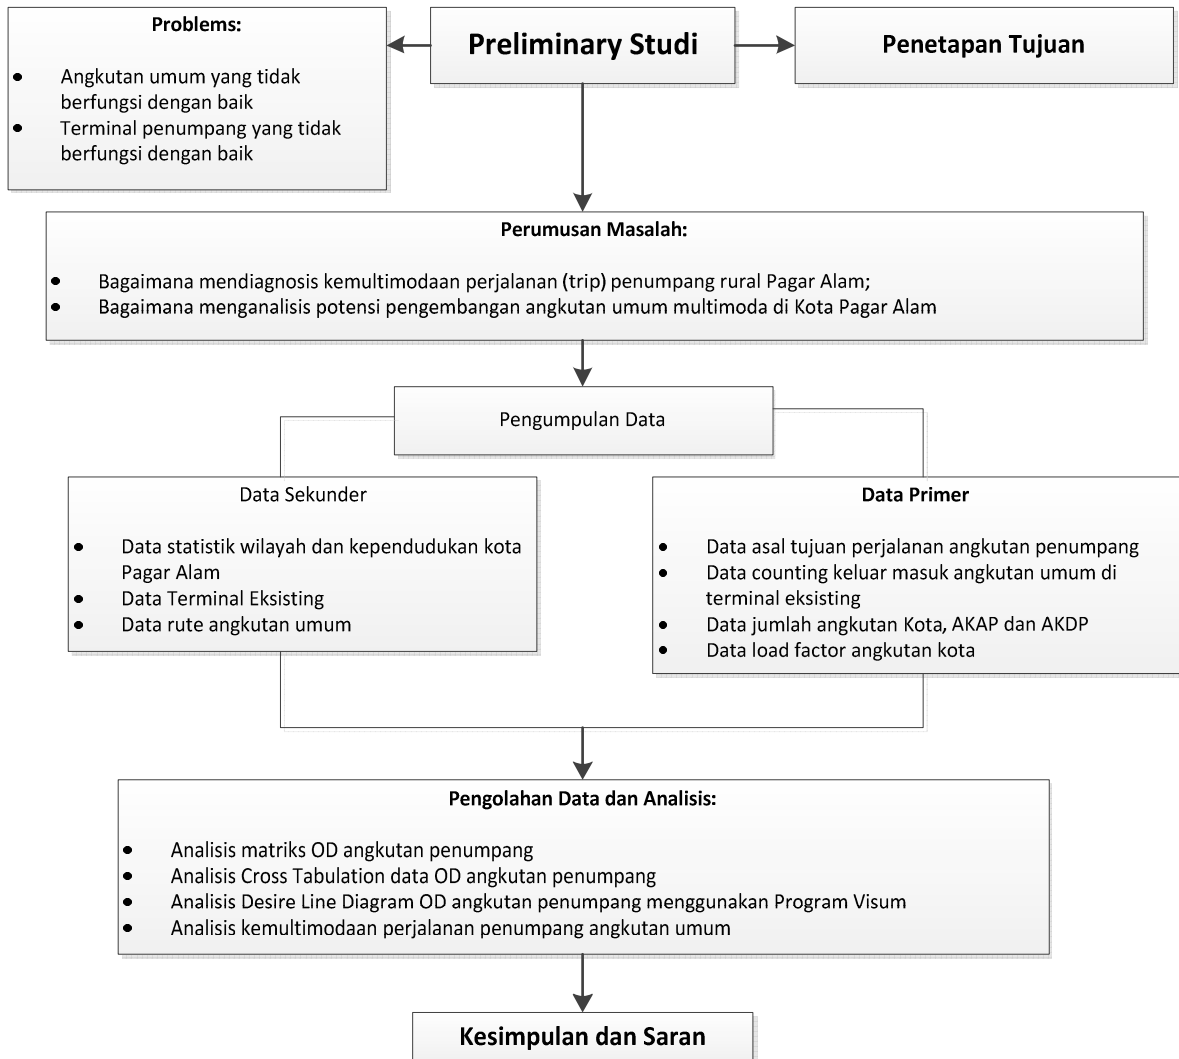 Problems:
• Angkutan umum yang tidak
berfungsi dengan baik
• Terminal penumpang yang tidak
berfungsi dengan baik
Preliminary Studi
Penetapan Tujuan
Perumusan Masalah:
• Bagaimana mendiagnosis kemultimodaan perjalanan (trip) penumpang rural Pagar Alam;
• Bagaimana menganalisis potensi pengembangan angkutan umum multimoda di Kota Pagar Alam
Pengumpulan Data
Data Sekunder
• Data statistik wilayah dan kependudukan kota
Pagar Alam
• Data Terminal Eksisting
• Data rute angkutan umum
Data Primer
• Data asal tujuan perjalanan angkutan penumpang
• Data counting keluar masuk angkutan umum di
terminal eksisting
• Data jumlah angkutan Kota, AKAP dan AKDP
• Data load factor angkutan kota
Pengolahan Data dan Analisis:
• Analisis matriks OD angkutan penumpang
• Analisis Cross Tabulation data OD angkutan penumpang
• Analisis Desire Line Diagram OD angkutan penumpang menggunakan Program Visum
• Analisis kemultimodaan perjalanan penumpang angkutan umum
Kesimpulan dan Saran